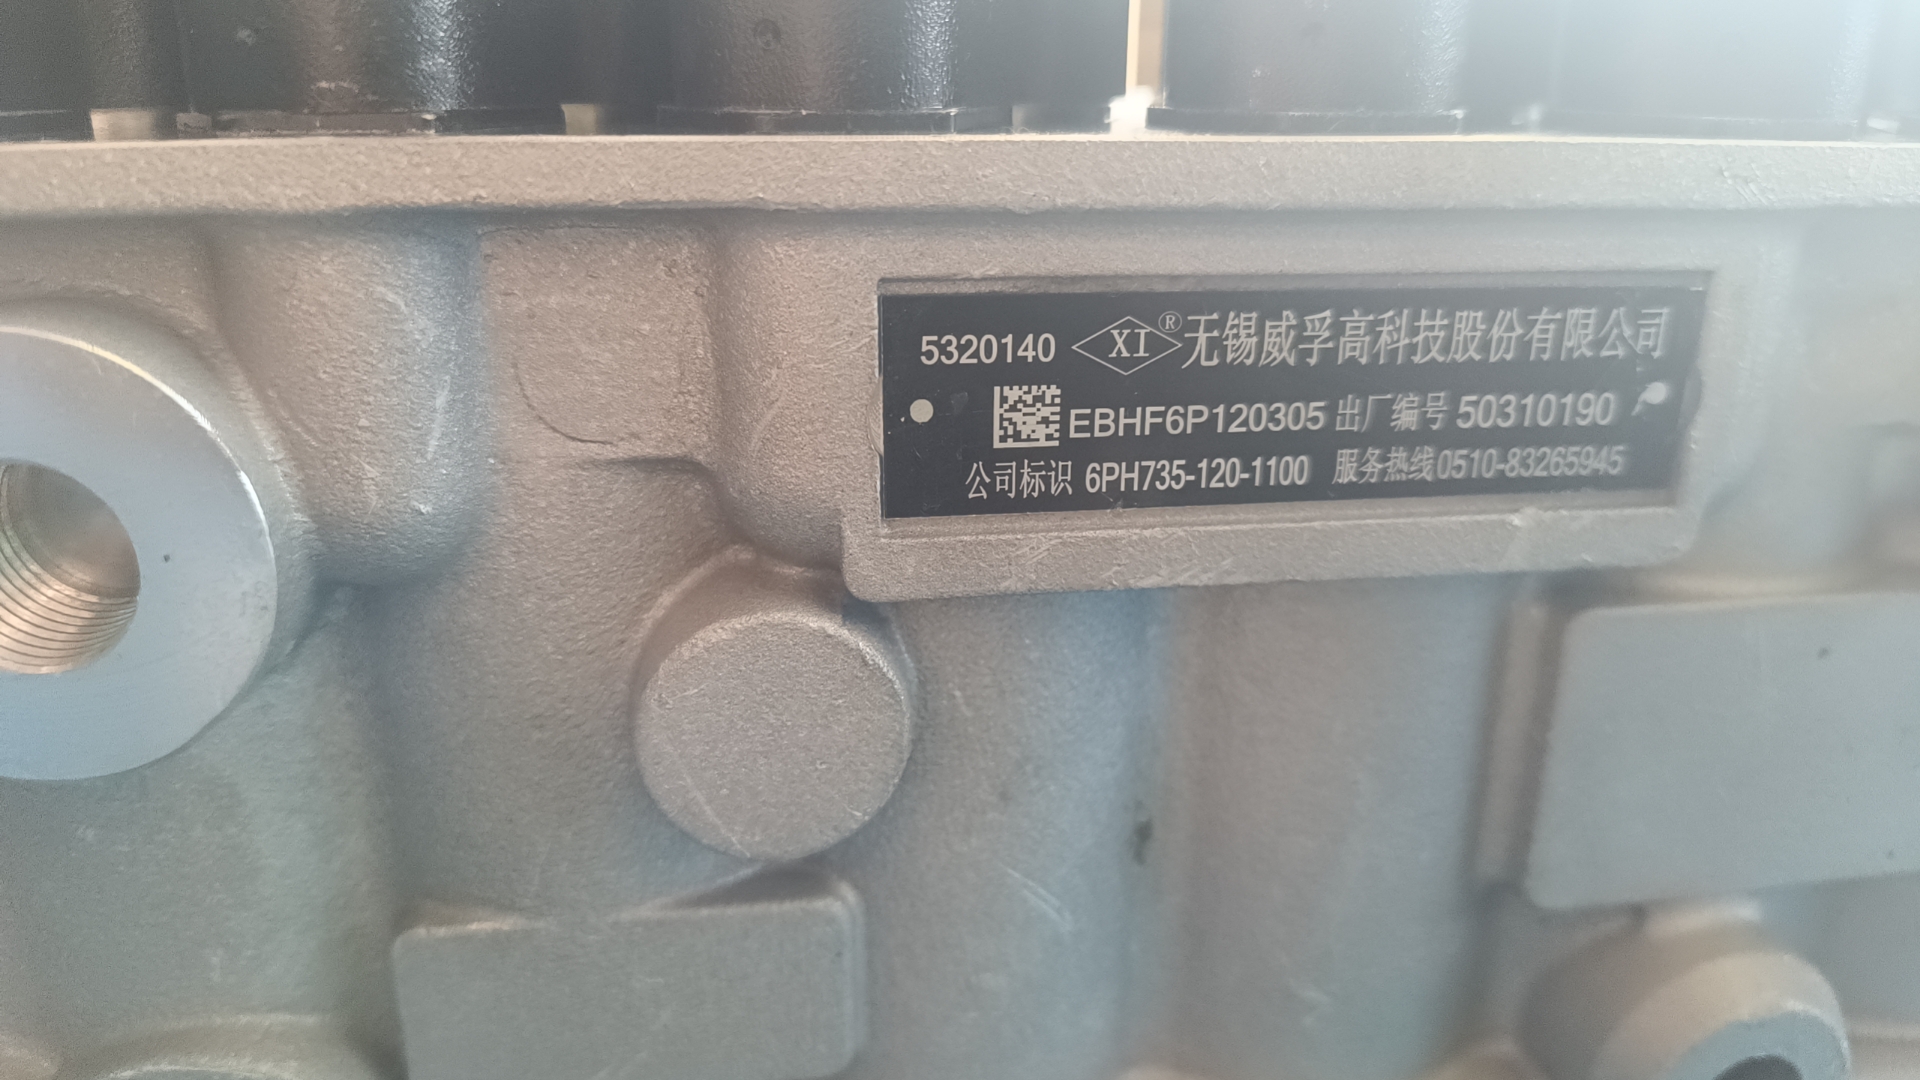 5320140 XI® 无锡威孚高科技股份有限公司
EBHF6P120305 出厂编号 50310190
公司标识 6PH735-120-1100 服务热线0510-83265945